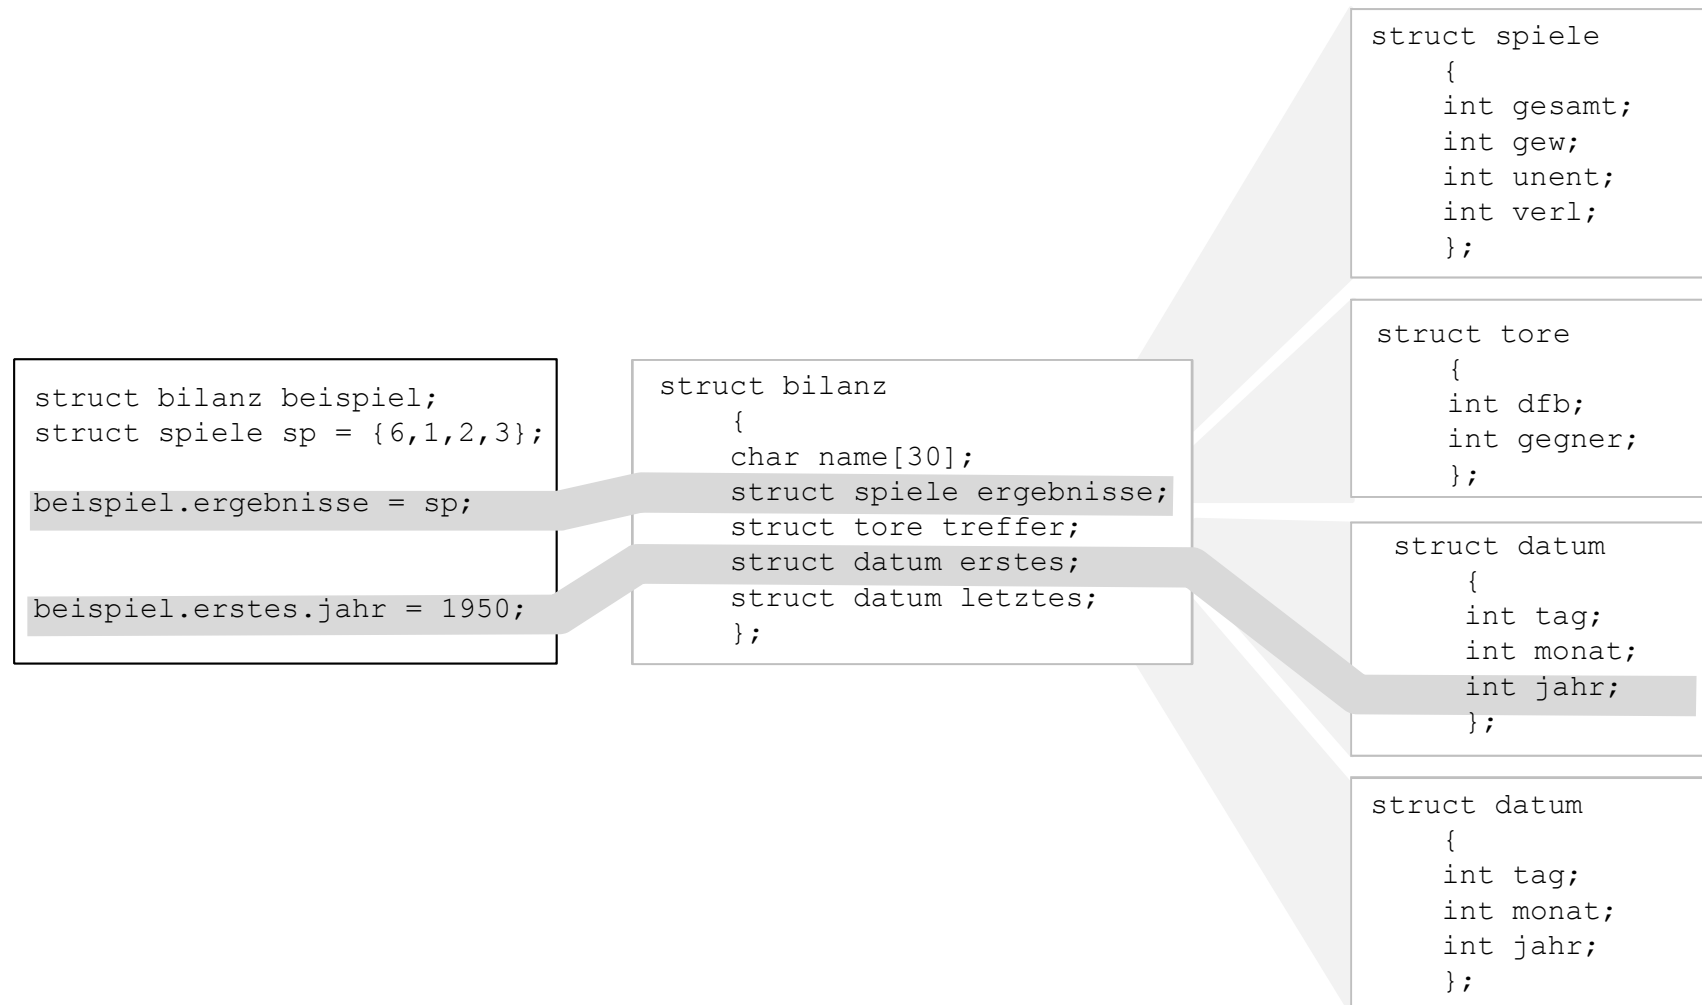 struct bilanz beispiel;
struct spiele sp = {6,1,2,3};
beispiel.ergebnisse = sp;
beispiel.erstes.jahr = 1950;
struct bilanz
{
char name[30];
struct spiele ergebnisse;
struct tore treffer;
struct datum erstes;
struct datum letztes;
};
struct spiele
{
int gesamt;
int gew;
int unent;
int verl;
};
struct tore
{
int dfb;
int gegner;
};
struct datum
{
int tag;
int monat;
int jahr;
};
struct datum
{
int tag;
int monat;
int jahr;
};